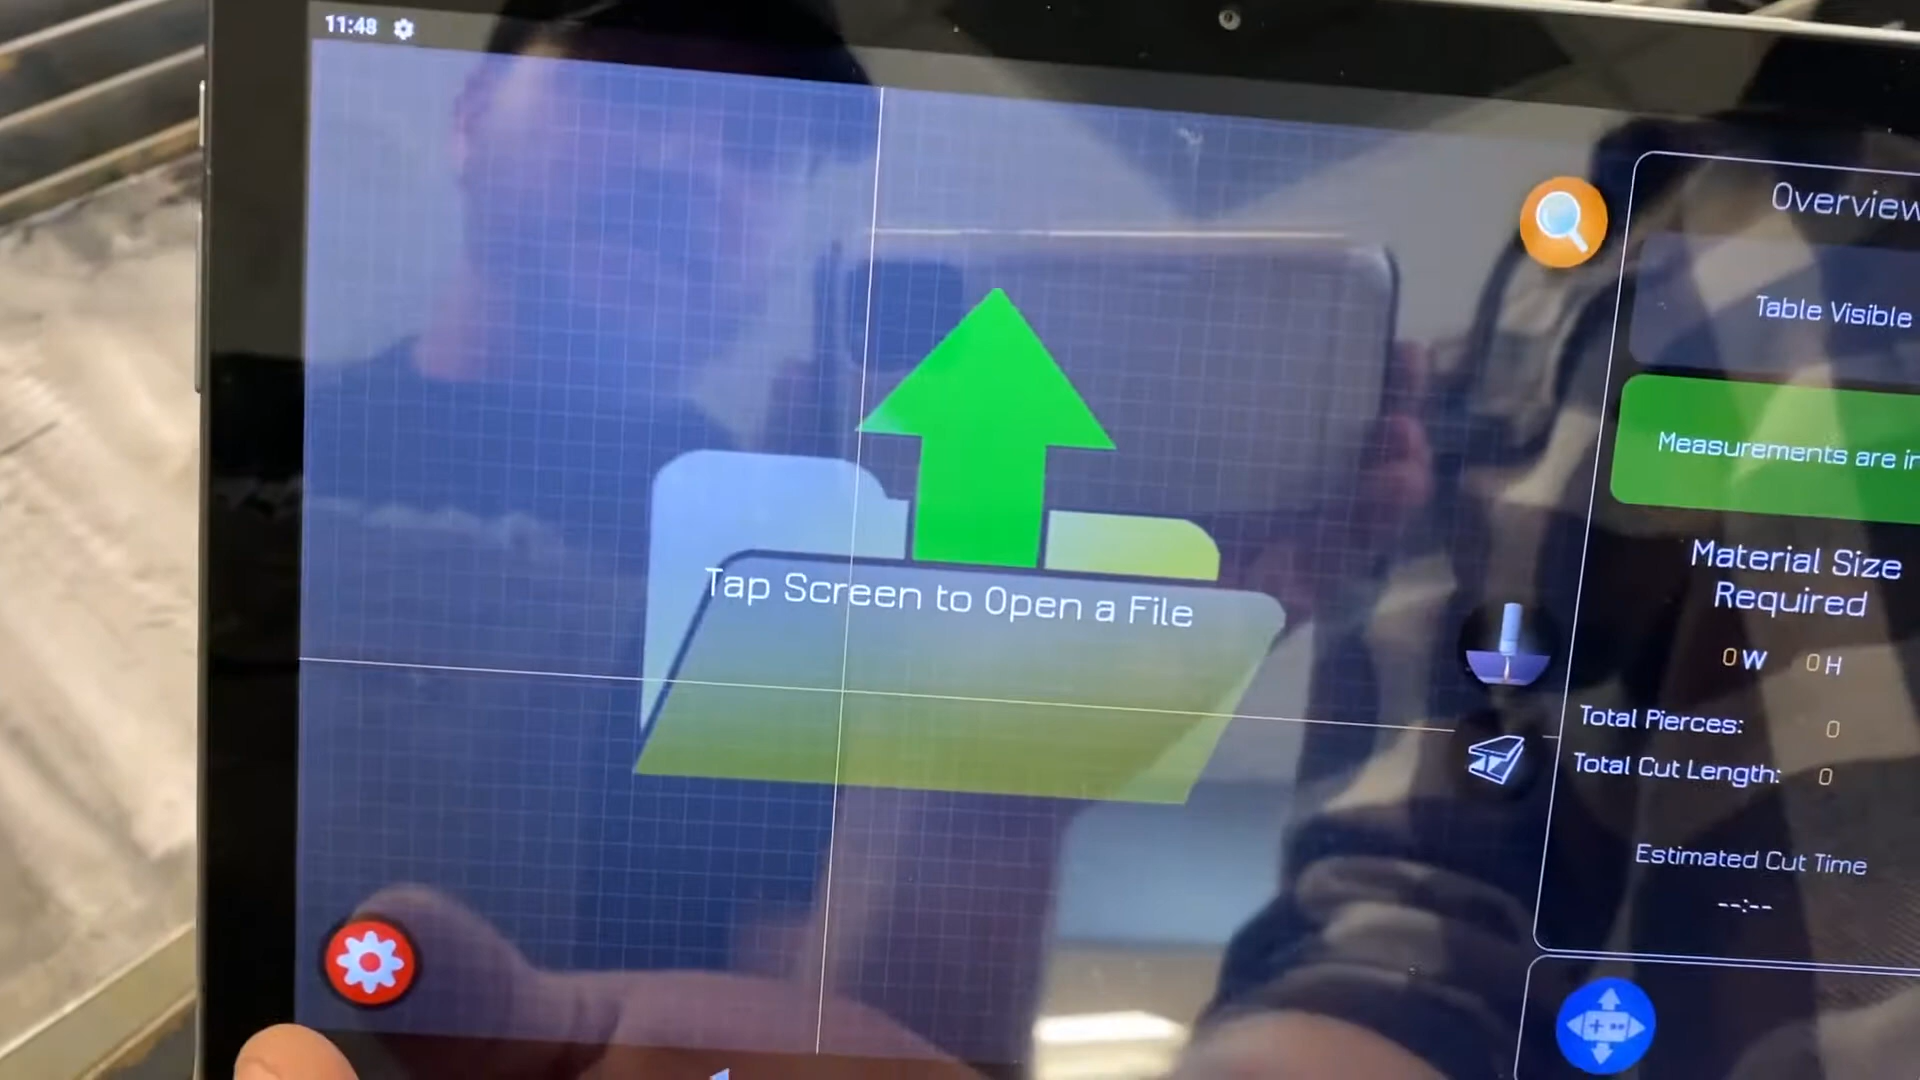 11:48
Overview
Table Visible
Measurements are in
Material Size
Required
0 W 0 H
Total Pierces: 0
Total Cut Length: 0
Estimated Cut Time
--:--
Tap Screen to Open a File